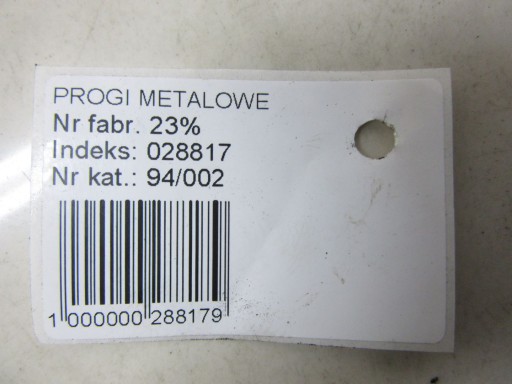 PROGI METALOWE
Nr fabr. 23%
Indeks: 028817
Nr kat.: 94/002
1 000000 288179